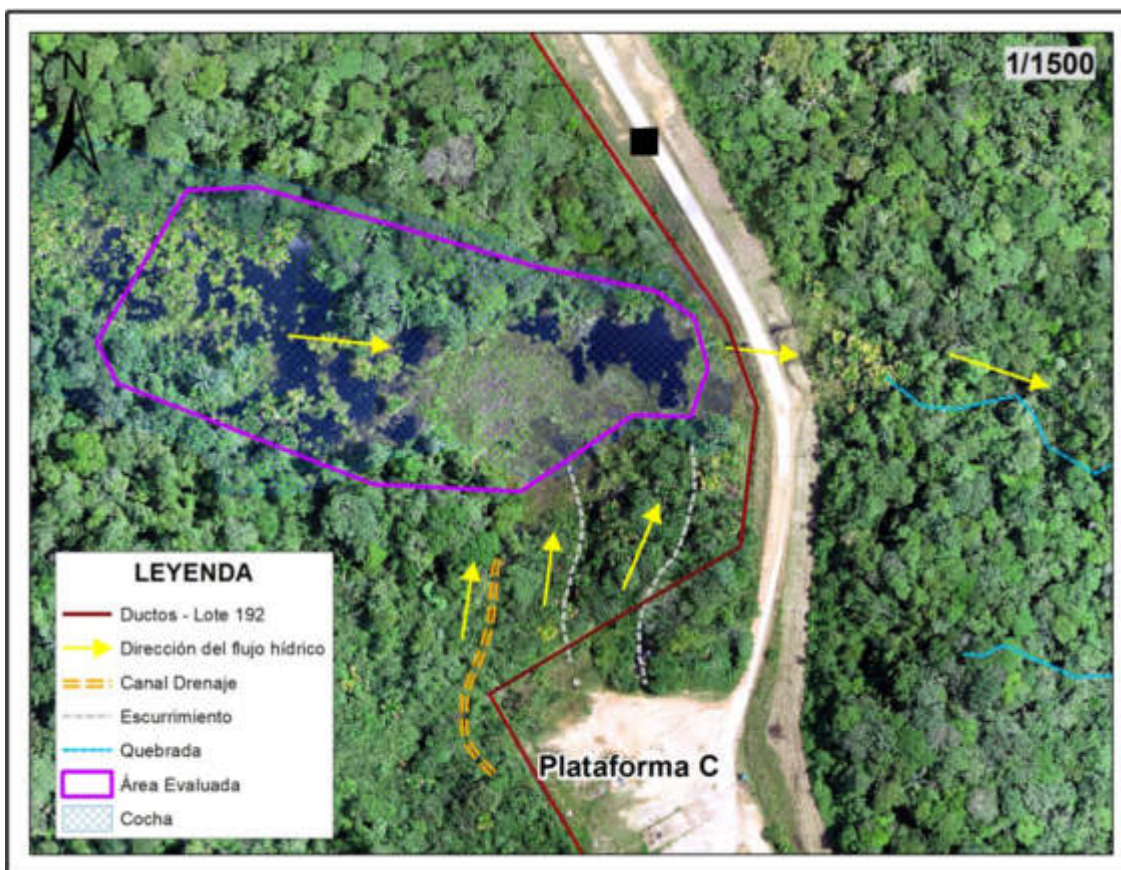 N
1/1500
LEYENDA
Ductos - Lote 192
Dirección del flujo hídrico
Canal Drenaje
Escurrimiento
Quebrada
Área Evaluada
Cocha
Plataforma C